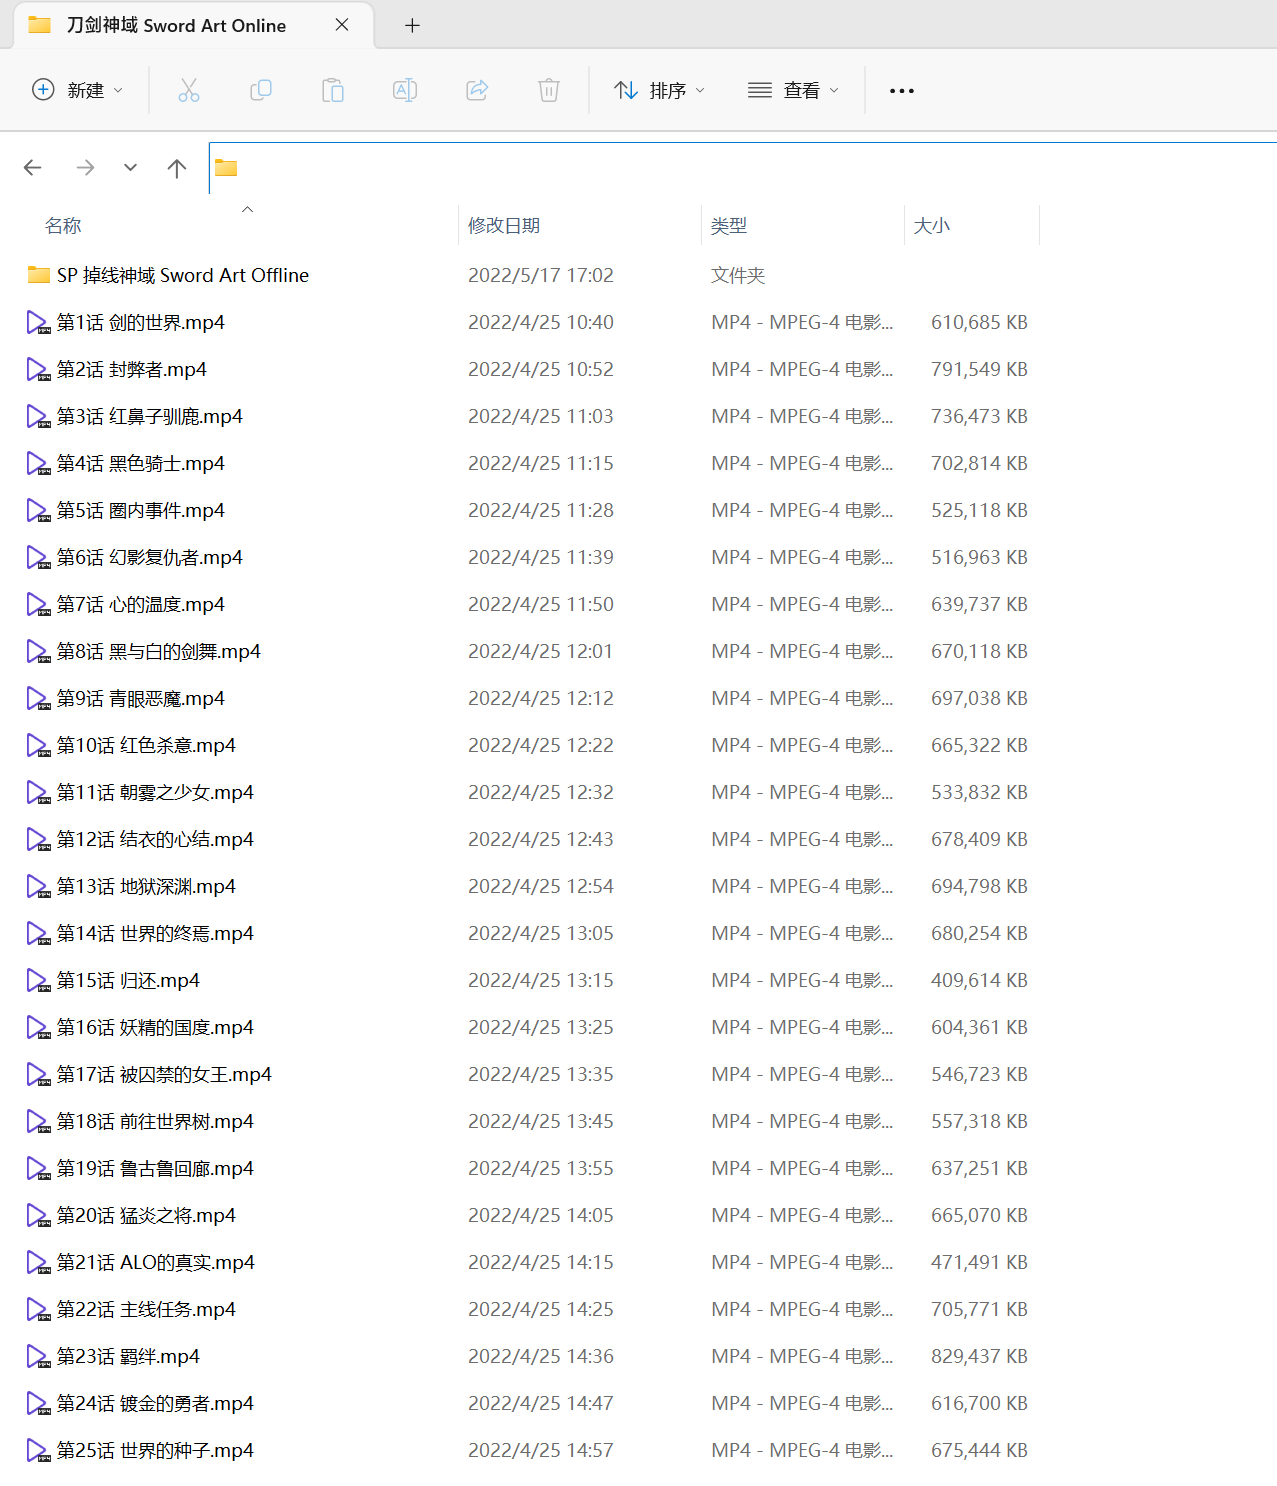 刀剑神域 Sword Art Online
新建 排序 查看
名称 修改日期 类型 大小
SP 掉线神域 Sword Art Offline 2022/5/17 17:02 文件夹
第1话 剑的世界.mp4 2022/4/25 10:40 MP4 - MPEG-4 电影... 610,685 KB
第2话 封弊者.mp4 2022/4/25 10:52 MP4 - MPEG-4 电影... 791,549 KB
第3话 红鼻子驯鹿.mp4 2022/4/25 11:03 MP4 - MPEG-4 电影... 736,473 KB
第4话 黑色骑士.mp4 2022/4/25 11:15 MP4 - MPEG-4 电影... 702,814 KB
第5话 圈内事件.mp4 2022/4/25 11:28 MP4 - MPEG-4 电影... 525,118 KB
第6话 幻影复仇者.mp4 2022/4/25 11:39 MP4 - MPEG-4 电影... 516,963 KB
第7话 心的温度.mp4 2022/4/25 11:50 MP4 - MPEG-4 电影... 639,737 KB
第8话 黑与白的剑舞.mp4 2022/4/25 12:01 MP4 - MPEG-4 电影... 670,118 KB
第9话 青眼恶魔.mp4 2022/4/25 12:12 MP4 - MPEG-4 电影... 697,038 KB
第10话 红色杀意.mp4 2022/4/25 12:22 MP4 - MPEG-4 电影... 665,322 KB
第11话 朝雾之少女.mp4 2022/4/25 12:32 MP4 - MPEG-4 电影... 533,832 KB
第12话 结衣的心结.mp4 2022/4/25 12:43 MP4 - MPEG-4 电影... 678,409 KB
第13话 地狱深渊.mp4 2022/4/25 12:54 MP4 - MPEG-4 电影... 694,798 KB
第14话 世界的终焉.mp4 2022/4/25 13:05 MP4 - MPEG-4 电影... 680,254 KB
第15话 归还.mp4 2022/4/25 13:15 MP4 - MPEG-4 电影... 409,614 KB
第16话 妖精的国度.mp4 2022/4/25 13:25 MP4 - MPEG-4 电影... 604,361 KB
第17话 被囚禁的女王.mp4 2022/4/25 13:35 MP4 - MPEG-4 电影... 546,723 KB
第18话 前往世界树.mp4 2022/4/25 13:45 MP4 - MPEG-4 电影... 557,318 KB
第19话 鲁古鲁回廊.mp4 2022/4/25 13:55 MP4 - MPEG-4 电影... 637,251 KB
第20话 猛炎之将.mp4 2022/4/25 14:05 MP4 - MPEG-4 电影... 665,070 KB
第21话 ALO的真实.mp4 2022/4/25 14:15 MP4 - MPEG-4 电影... 471,491 KB
第22话 主线任务.mp4 2022/4/25 14:25 MP4 - MPEG-4 电影... 705,771 KB
第23话 羁绊.mp4 2022/4/25 14:36 MP4 - MPEG-4 电影... 829,437 KB
第24话 镀金的勇者.mp4 2022/4/25 14:47 MP4 - MPEG-4 电影... 616,700 KB
第25话 世界的种子.mp4 2022/4/25 14:57 MP4 - MPEG-4 电影... 675,444 KB